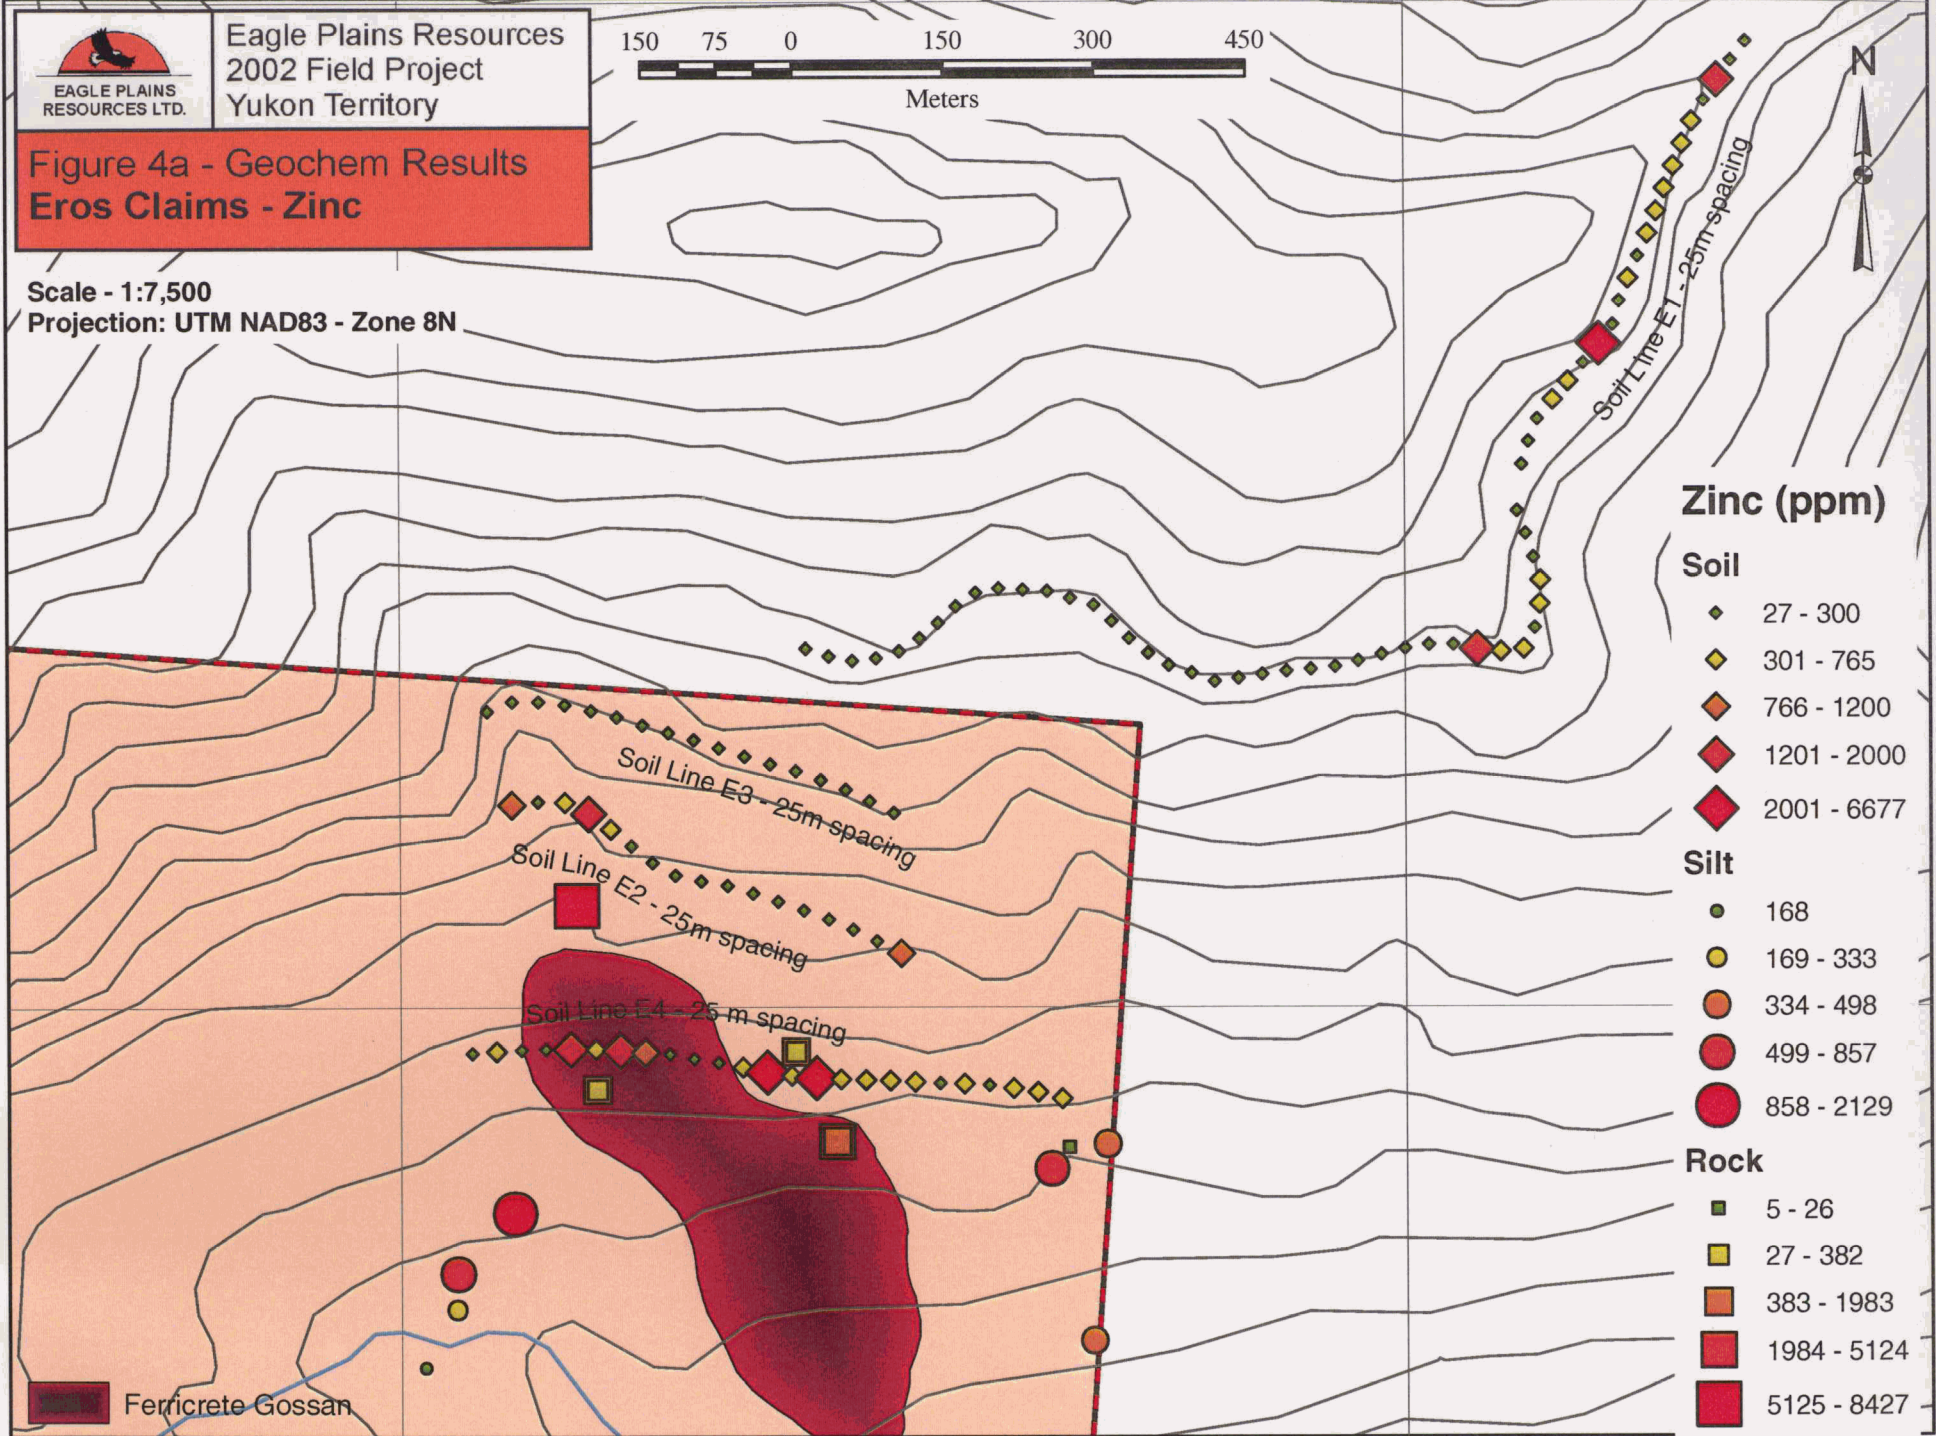 EAGLE PLAINS
RESOURCES LTD.
Eagle Plains Resources
2002 Field Project
Yukon Territory
Figure 4a - Geochem Results
Eros Claims - Zinc
Scale - 1:7,500
Projection: UTM NAD83 - Zone 8N
150 75 0 150 300 450
Meters
N
Soil Line E1 - 25m spacing
Soil Line E3 - 25m spacing
Soil Line E2 - 25m spacing
Soil Line E4 - 25 m spacing
Zinc (ppm)
Soil
27 - 300
301 - 765
766 - 1200
1201 - 2000
2001 - 6677
Silt
168
169 - 333
334 - 498
499 - 857
858 - 2129
Rock
5 - 26
27 - 382
383 - 1983
1984 - 5124
5125 - 8427
Ferricrete Gossan